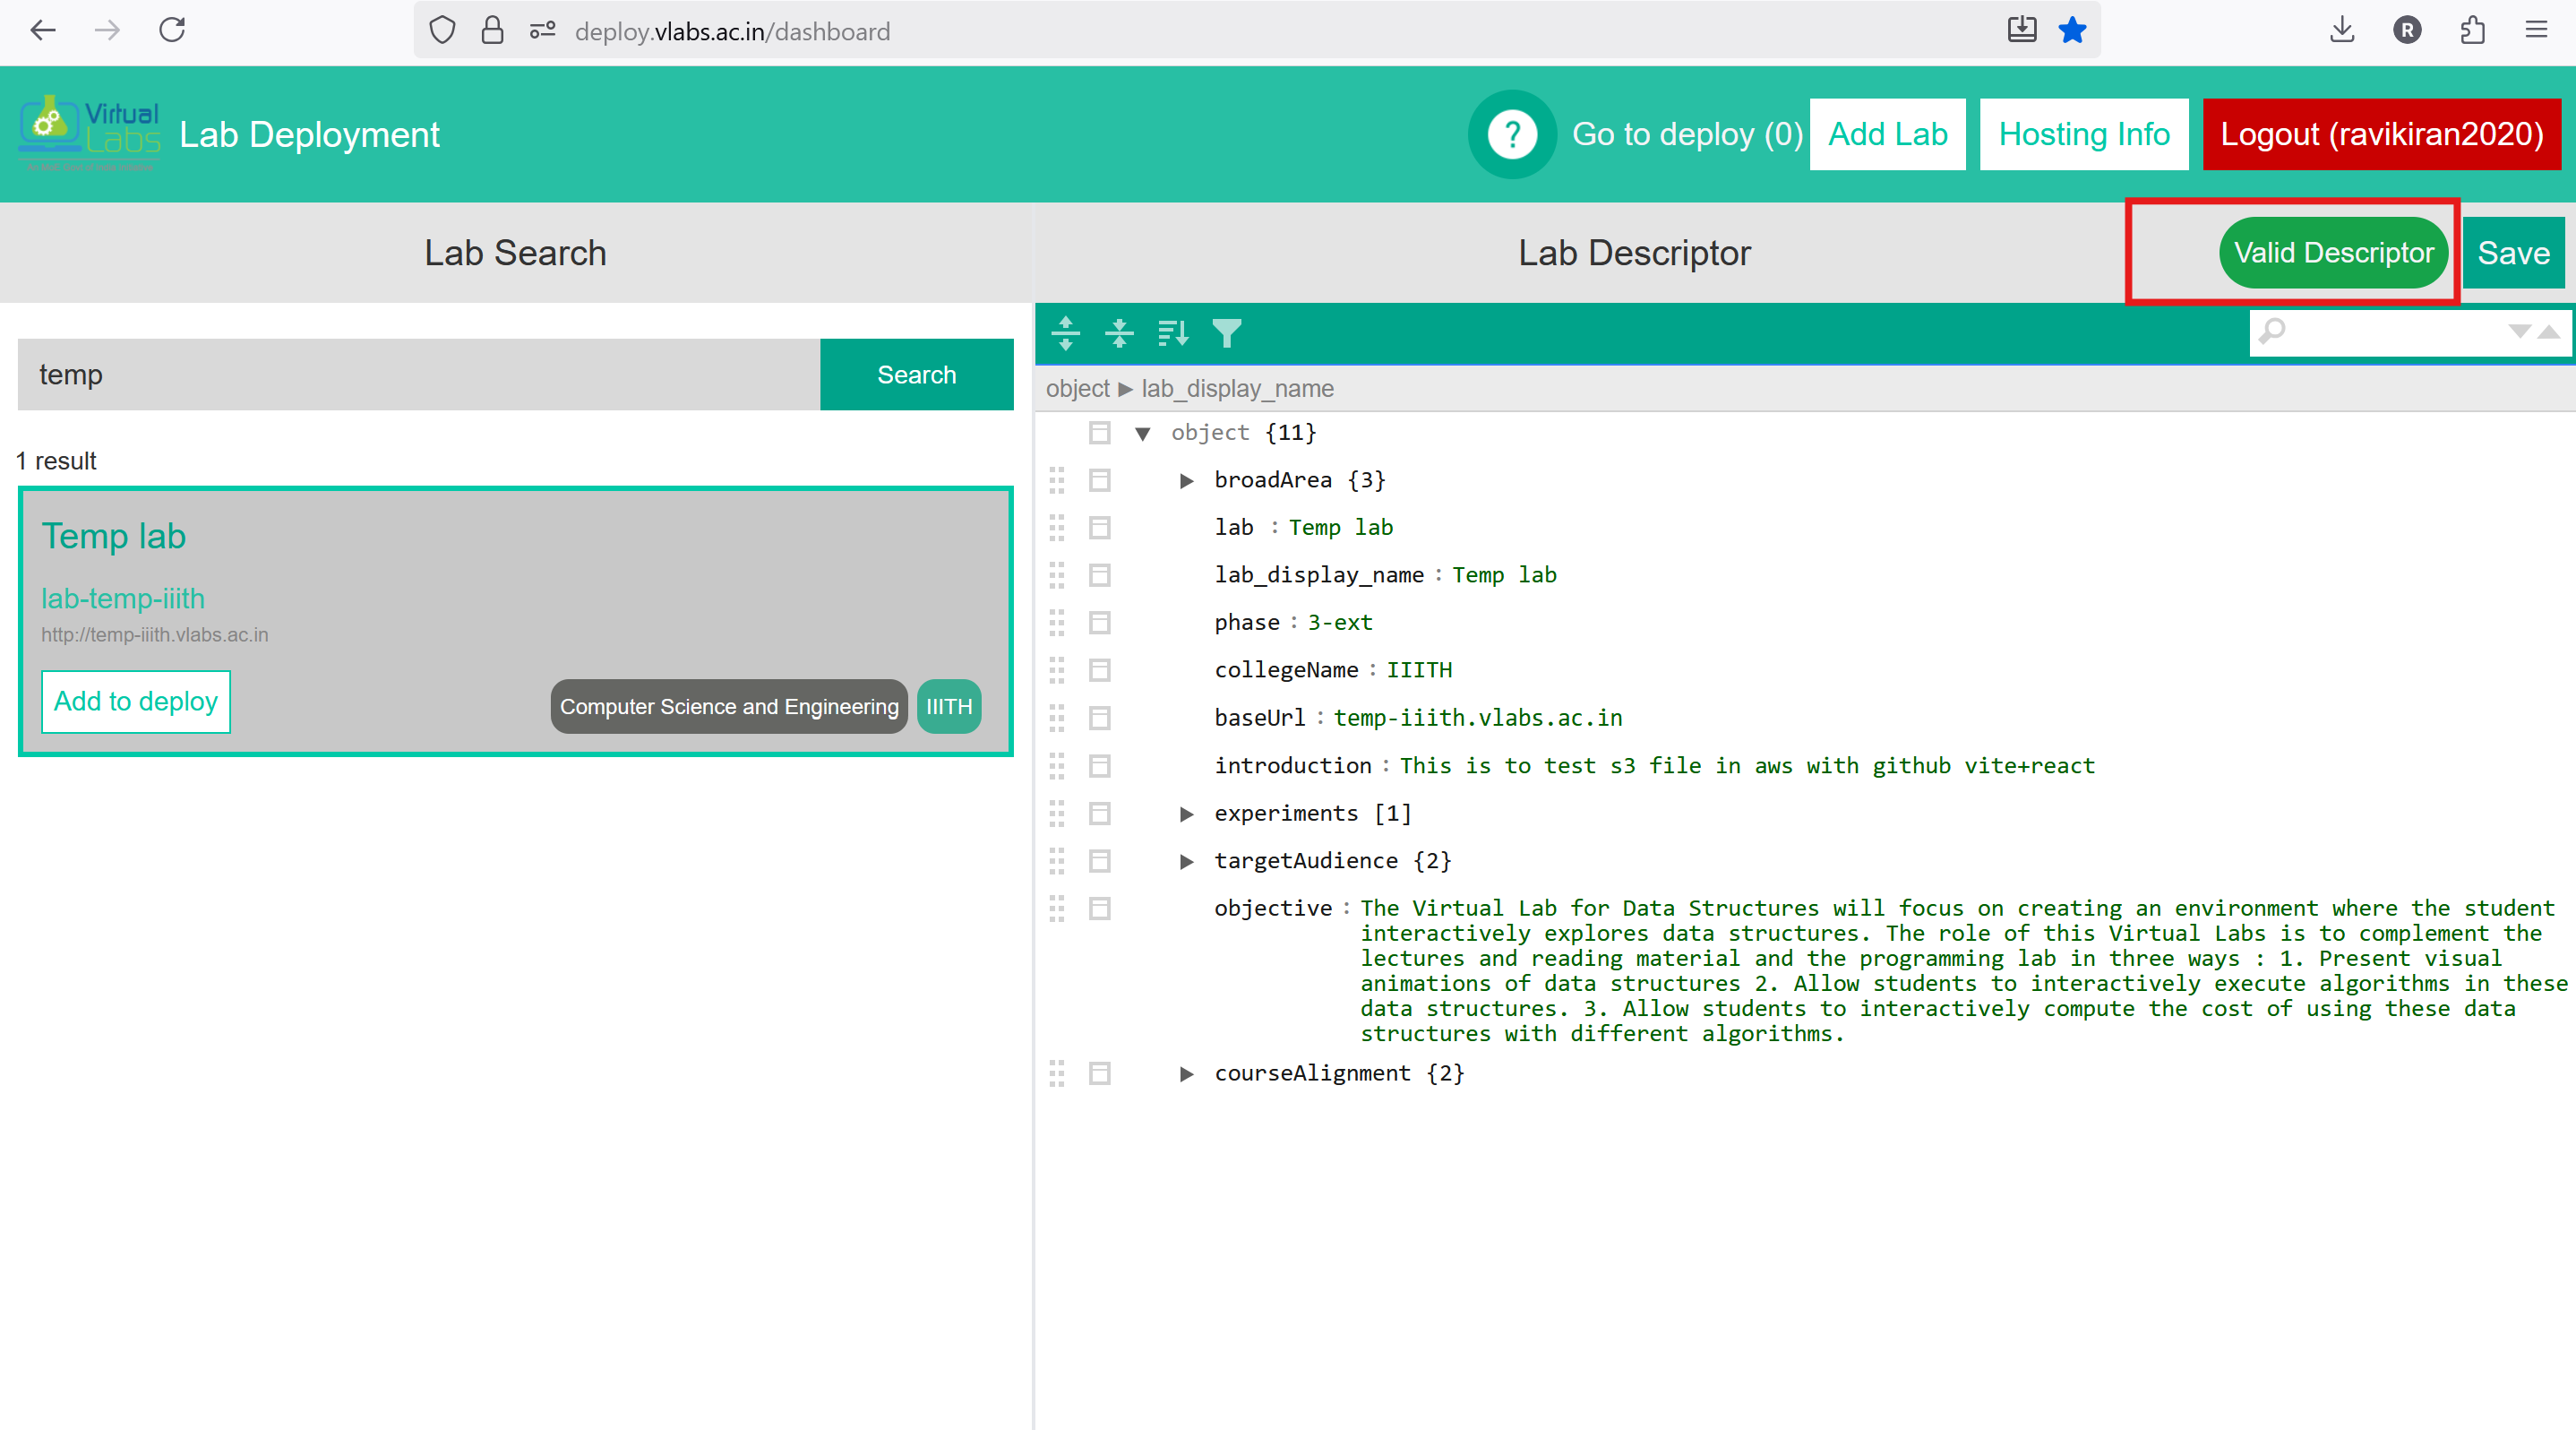 deploy.vlabs.ac.in/dashboard
R
Virtual
Labs
Lab Deployment
?
Go to deploy (0)
Add Lab
Hosting Info
Logout (ravikiran2020)
Lab Search
Lab Descriptor
Valid Descriptor
Save
temp
Search
object ► lab_display_name
1 result
Temp lab
lab-temp-iiith
http://temp-iiith.vlabs.ac.in
Add to deploy
Computer Science and Engineering
IIITH
object {11}
broadArea {3}
lab : Temp lab
lab_display_name : Temp lab
phase : 3-ext
collegeName : IIITH
baseUrl : temp-iiith.vlabs.ac.in
introduction : This is to test s3 file in aws with github vite+react
experiments [1]
targetAudience {2}
objective : The Virtual Lab for Data Structures will focus on creating an environment where the student
interactively explores data structures. The role of this Virtual Labs is to complement the
lectures and reading material and the programming lab in three ways : 1. Present visual
animations of data structures 2. Allow students to interactively execute algorithms in these
data structures. 3. Allow students to interactively compute the cost of using these data
structures with different algorithms.
courseAlignment {2}